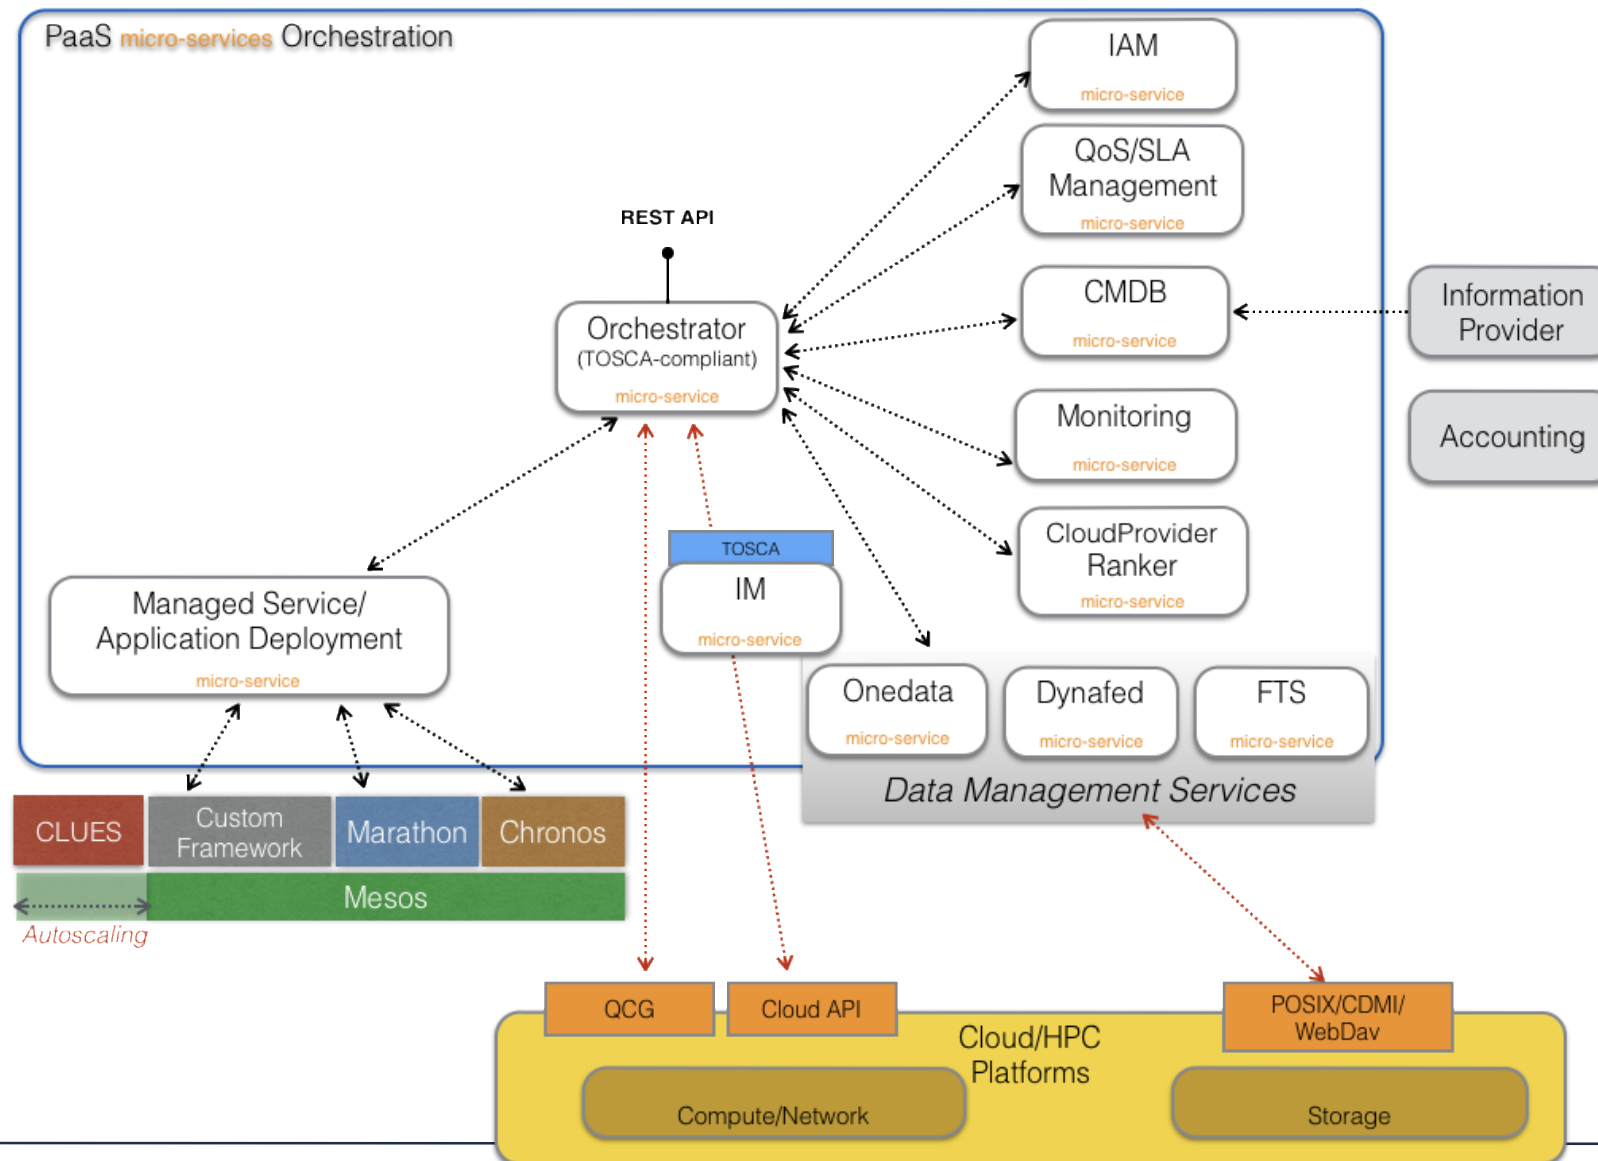 PaaS micro-services Orchestration
IAM
micro-service
QoS/SLA
Management
micro-service
REST API
CMDB
micro-service
Information
Provider
Orchestrator
(TOSCA-compliant)
micro-service
Monitoring
micro-service
Accounting
CloudProvider
Ranker
micro-service
TOSCA
IM
micro-service
Managed Service/
Application Deployment
micro-service
Onedata
micro-service
Dynafed
micro-service
FTS
micro-service
Data Management Services
CLUES
Custom
Framework
Marathon
Chronos
Mesos
Autoscaling
QCG
Cloud API
POSIX/CDMI/
WebDav
Cloud/HPC
Platforms
Compute/Network
Storage